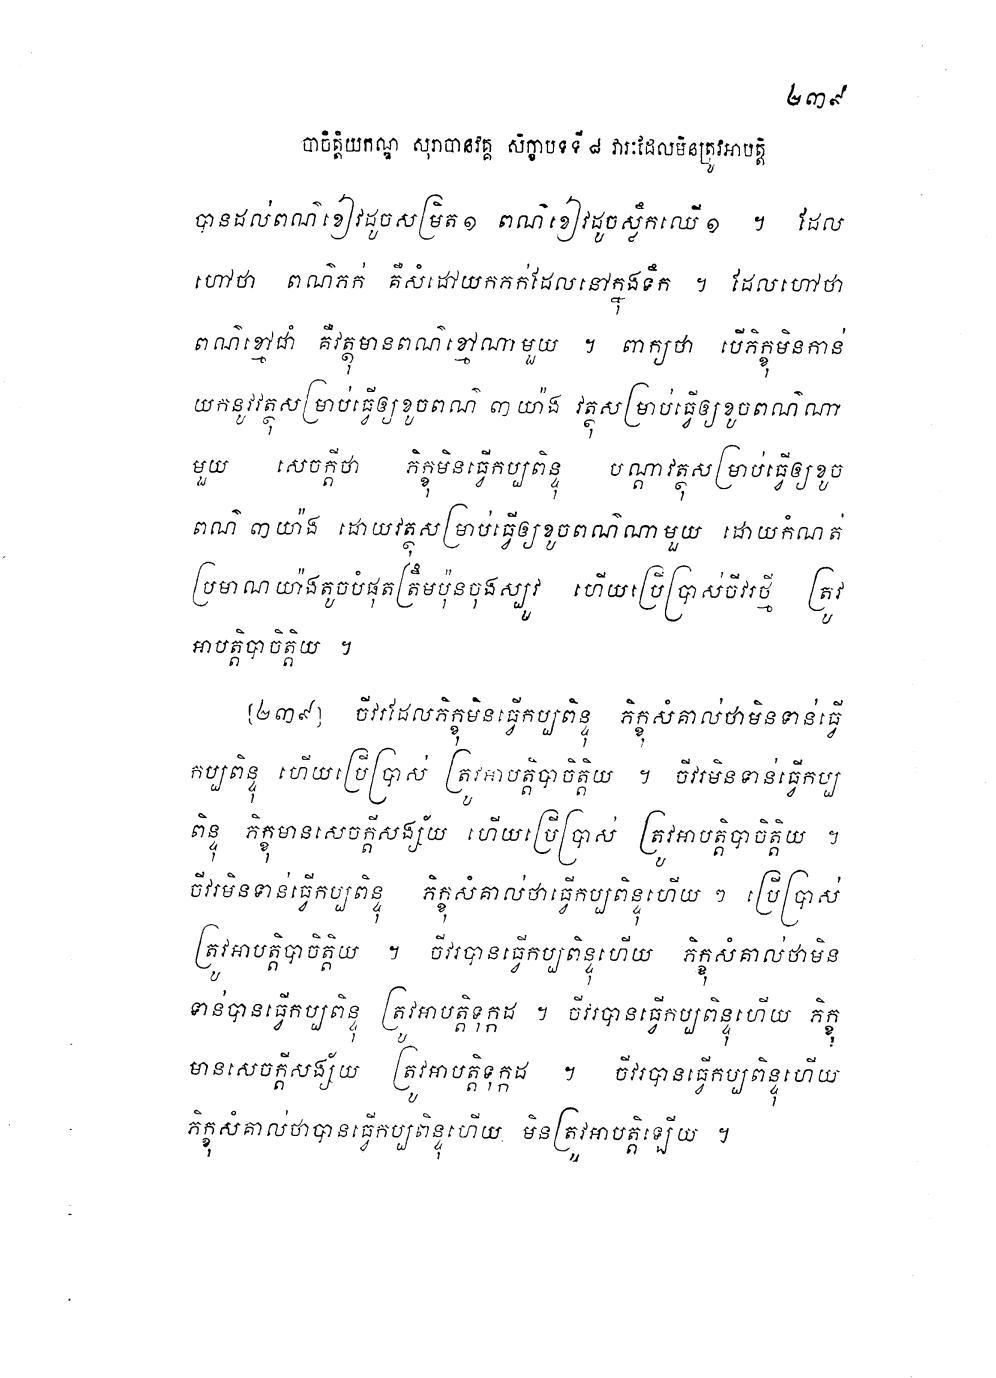 ២៣៩
បាចិត្តិយកណ្ឌ សុរាបានវគ្គ សិក្ខាបទទី ៨ វារៈដែលមិនត្រូវអាបត្តិ
បានដល់ពណ៌ខៀវដូចសម្រិត១ ពណ៌ខៀវដូចស្លឹកឈើ១ ។ ដែល
ហៅថា ពណ៌ភក់ គឺសំដៅយកភក់ដែលនៅក្នុងទឹក ។ ដែលហៅថា
ពណ៌ខ្មៅជាំ គឺវត្ថុមានពណ៌ខ្មៅណាមួយ ។ ពាក្យថា បើភិក្ខុមិនកាន់
យកនូវវត្ថុសម្រាប់ធ្វើឲ្យខូចពណ៌ ៣ យ៉ាង វត្ថុសម្រាប់ធ្វើឲ្យខូចពណ៌ណា
មួយ សេចក្តីថា ភិក្ខុមិនធ្វើកប្បពិន្ទុ បណ្តាវត្ថុសម្រាប់ធ្វើឲ្យខូច
ពណ៌ ៣យ៉ាង ដោយវត្ថុសម្រាប់ធ្វើឲ្យខូចពណ៌ណាមួយ ដោយកំណត់
ប្រមាណយ៉ាងតូចបំផុតត្រឹមប៉ុនចុងស្បូវ ហើយប្រើប្រាស់ចីវរថ្មី ត្រូវ
អាបត្តិបាចិត្តិយ ។
[២៣៩] ចីវរដែលភិក្ខុមិនធ្វើកប្បពិន្ទុ ភិក្ខុសំគាល់ថាមិនទាន់ធ្វើ
កប្បពិន្ទុ ហើយប្រើប្រាស់ ត្រូវអាបត្តិបាចិត្តិយ ។ ចីវរមិនទាន់ធ្វើកប្ប
ពិន្ទុ ភិក្ខុមានសេចក្តីសង្ស័យ ហើយប្រើប្រាស់ ត្រូវអាបត្តិបាចិត្តិយ ។
ចីវរមិនទាន់ធ្វើកប្បពិន្ទុ ភិក្ខុសំគាល់ថាធ្វើកប្បពិន្ទុហើយ ៗ ប្រើប្រាស់
ត្រូវអាបត្តិបាចិត្តិយ ។ ចីវរបានធ្វើកប្បពិន្ទុហើយ ភិក្ខុសំគាល់ថាមិន
ទាន់បានធ្វើកប្បពិន្ទុ ត្រូវអាបត្តិទុក្កដ ។ ចីវរបានធ្វើកប្បពិន្ទុហើយ ភិក្ខុ
មានសេចក្តីសង្ស័យ ត្រូវអាបត្តិទុក្កដ ។ ចីវរបានធ្វើកប្បពិន្ទុហើយ
ភិក្ខុសំគាល់ថាបានធ្វើកប្បពិន្ទុហើយ មិនត្រូវអាបត្តិឡើយ ។